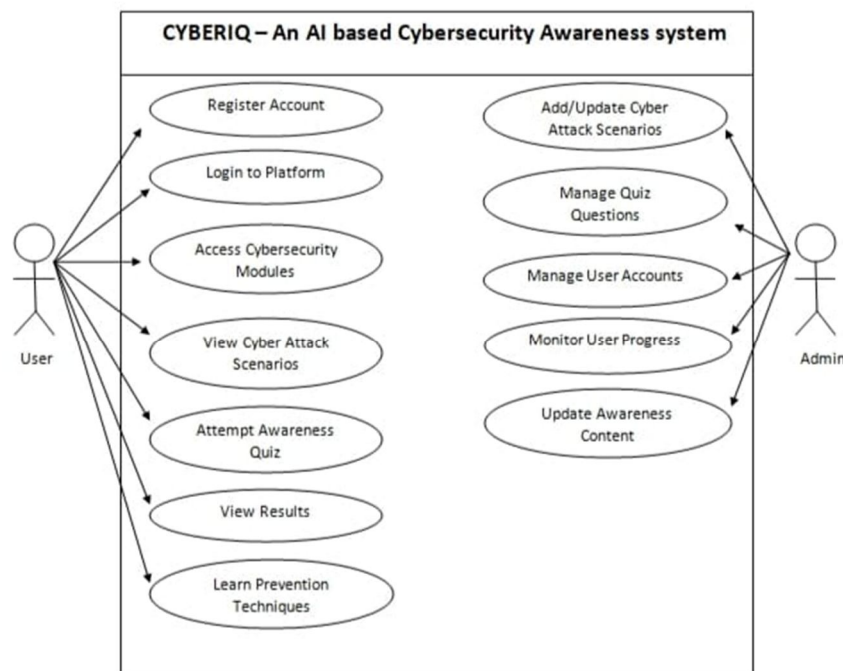 CYBERIQ – An AI based Cybersecurity Awareness system
Register Account
Login to Platform
Access Cybersecurity
Modules
View Cyber Attack
Scenarios
Attempt Awareness
Quiz
View Results
Learn Prevention
Techniques
User
Add/Update Cyber
Attack Scenarios
Manage Quiz
Questions
Manage User Accounts
Monitor User Progress
Update Awareness
Content
Admin